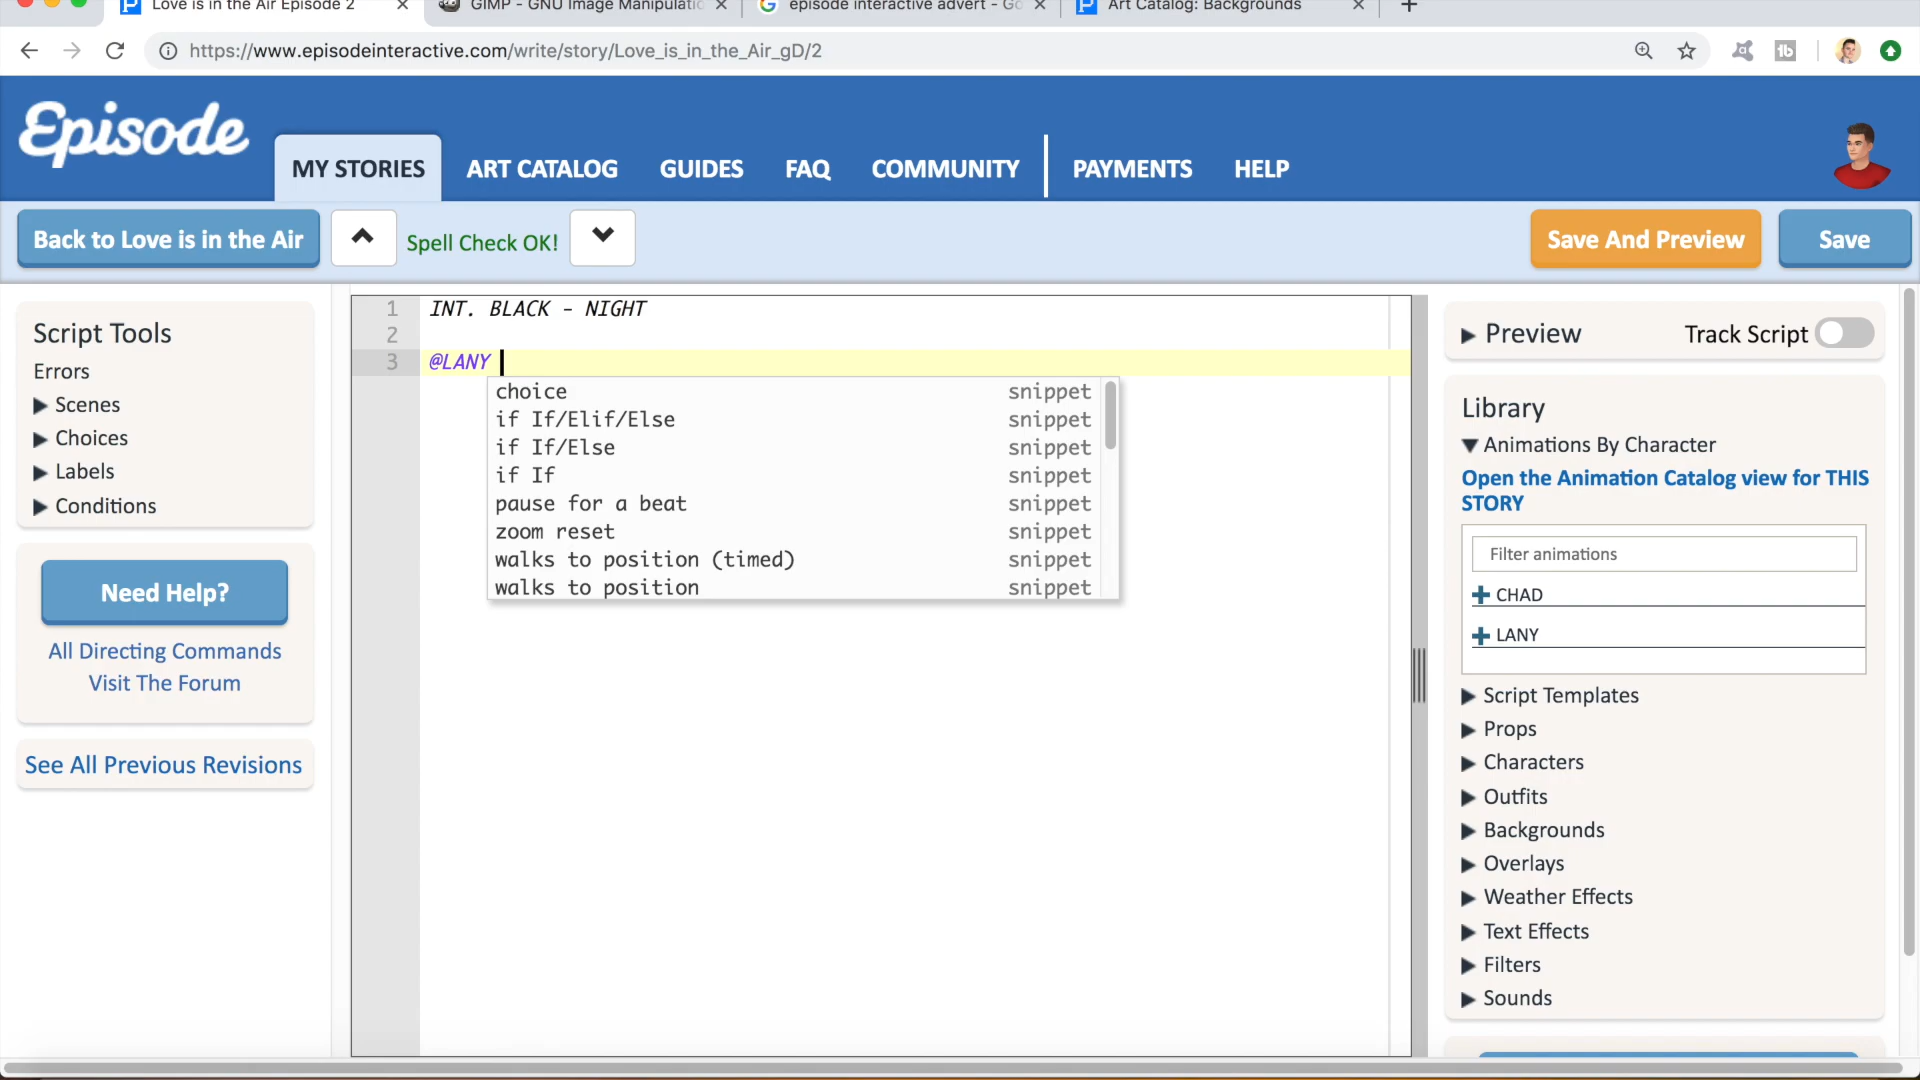 Love is in the Air Episode 2
GIMP - GNU Image Manipulatio
episode interactive advert - Go
Art Catalog: Backgrounds
https://www.episodeinteractive.com/write/story/Love_is_in_the_Air_gD/2
Episode
MY STORIES
ART CATALOG
GUIDES
FAQ
COMMUNITY
PAYMENTS
HELP
Back to Love is in the Air
Spell Check OK!
Save And Preview
Save
Script Tools
Errors
Scenes
Choices
Labels
Conditions
Need Help?
All Directing Commands
Visit The Forum
See All Previous Revisions
1 INT. BLACK - NIGHT
2
3 @LANY
choice snippet
if If/Elif/Else snippet
if If/Else snippet
if If snippet
pause for a beat snippet
zoom reset snippet
walks to position (timed) snippet
walks to position snippet
Preview
Track Script
Library
Animations By Character
Open the Animation Catalog view for THIS
STORY
Filter animations
CHAD
LANY
Script Templates
Props
Characters
Outfits
Backgrounds
Overlays
Weather Effects
Text Effects
Filters
Sounds